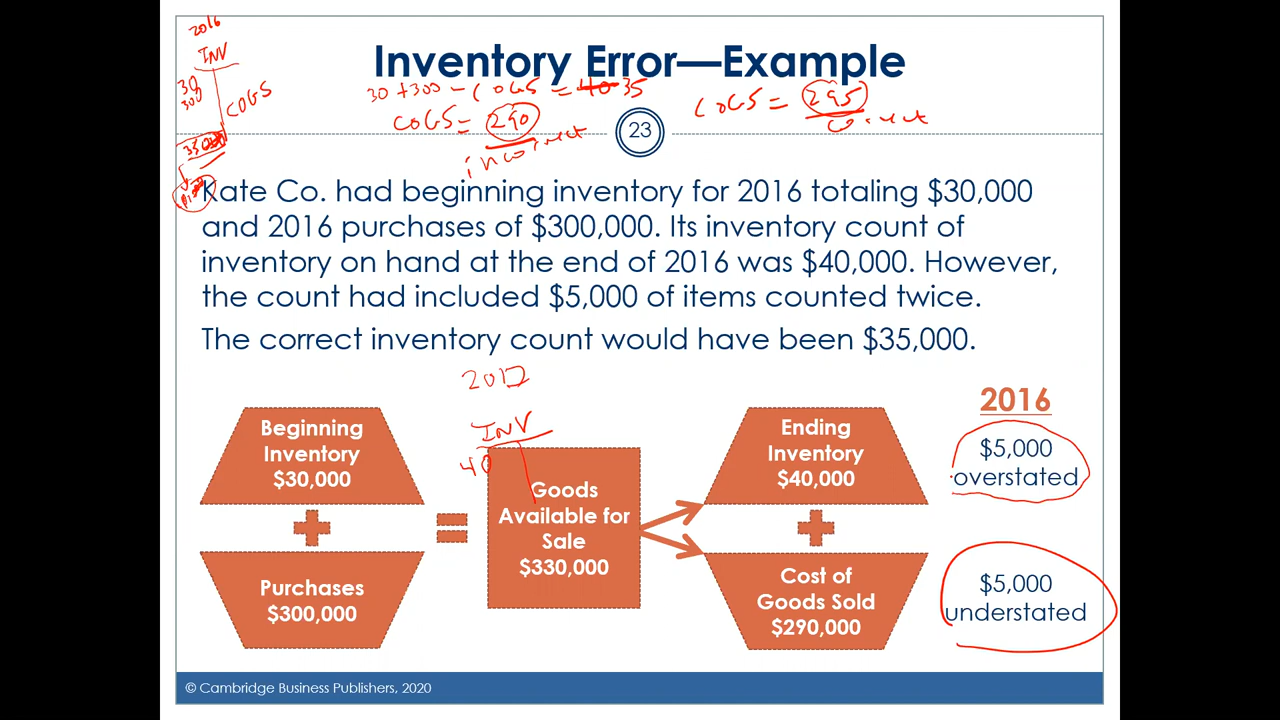 2016
INV
30
300
COGS
Inventory Error—Example
30 + 300 - COGS = 40 35
COGS = 290
incorrect
COGS = 295
correct
23
Kate Co. had beginning inventory for 2016 totaling $30,000
and 2016 purchases of $300,000. Its inventory count of
inventory on hand at the end of 2016 was $40,000. However,
the count had included $5,000 of items counted twice.
The correct inventory count would have been $35,000.
2017
INV
40
Beginning
Inventory
$30,000
Purchases
$300,000
Goods
Available for
Sale
$330,000
Ending
Inventory
$40,000
Cost of
Goods Sold
$290,000
2016
$5,000
overstated
$5,000
understated
© Cambridge Business Publishers, 2020